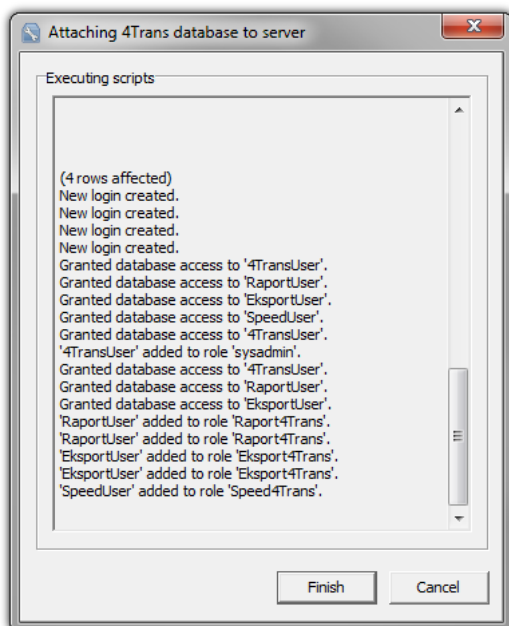 Attaching 4Trans database to server
Executing scripts
(4 rows affected)
New login created.
New login created.
New login created.
New login created.
Granted database access to '4TransUser'.
Granted database access to 'RaportUser'.
Granted database access to 'EksportUser'.
Granted database access to 'SpeedUser'.
Granted database access to '4TransUser'.
'4TransUser' added to role 'sysadmin'.
Granted database access to '4TransUser'.
Granted database access to 'RaportUser'.
Granted database access to 'EksportUser'.
'RaportUser' added to role 'Raport4Trans'.
'RaportUser' added to role 'Raport4Trans'.
'EksportUser' added to role 'Eksport4Trans'.
'EksportUser' added to role 'Eksport4Trans'.
'SpeedUser' added to role 'Speed4Trans'.
Finish
Cancel